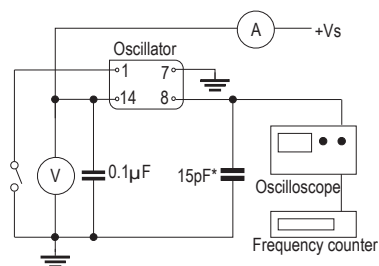 A
+Vs
Oscillator
1
7
14
8
V
0.1µF
15pF*
Oscilloscope
Frequency counter